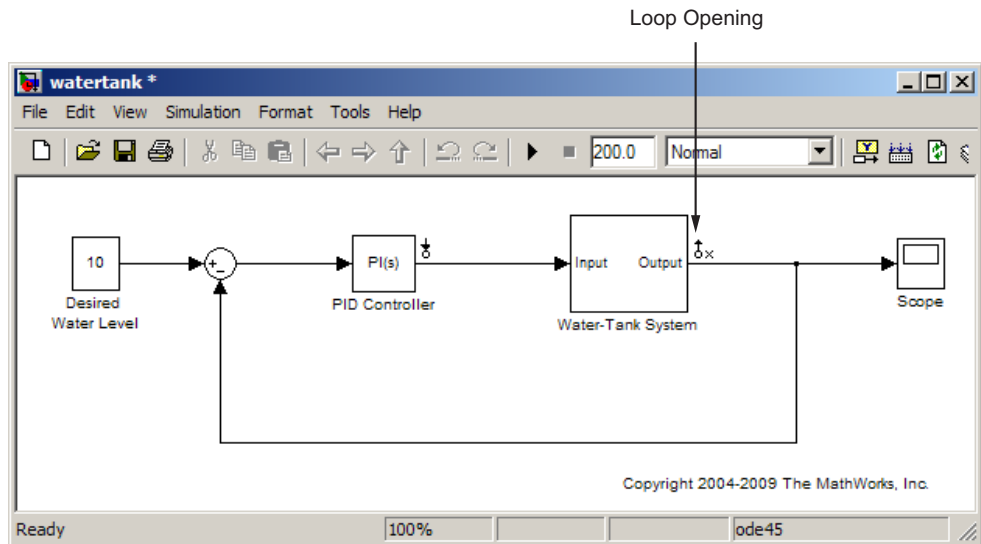 Loop Opening
watertank *
File Edit View Simulation Format Tools Help
200.0 Normal
10
Desired
Water Level
+
-
PI(s)
PID Controller
Input Output
Water-Tank System
x
Scope
Copyright 2004-2009 The MathWorks, Inc.
Ready 100% ode45